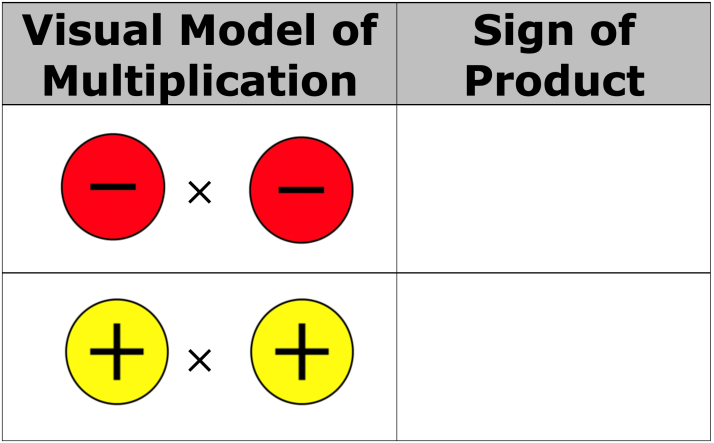 Visual Model of
Multiplication
Sign of
Product
− × −
+ × +